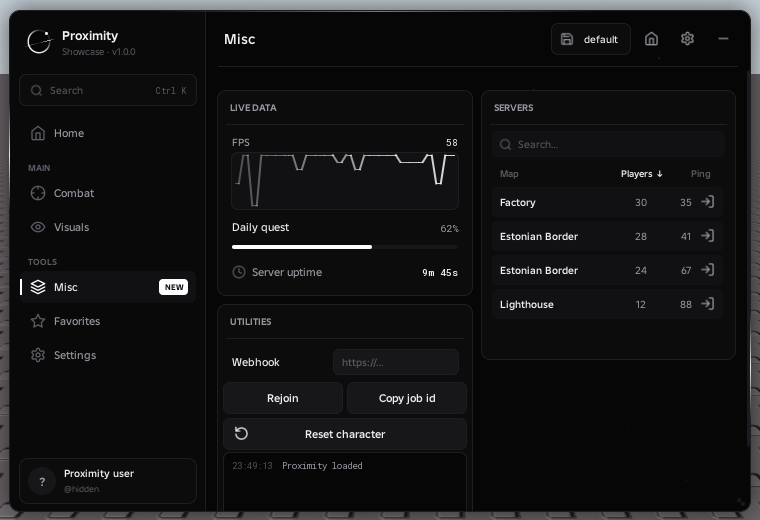 Proximity
Showcase · v1.0.0
Search
Ctrl K
Home
MAIN
Combat
Visuals
TOOLS
Misc
NEW
Favorites
Settings
?
Proximity user
@hidden
Misc
default
LIVE DATA
FPS
58
Daily quest
62%
Server uptime
9m 45s
UTILITIES
Webhook
https://...
Rejoin
Copy job id
Reset character
23:49:13 Proximity loaded
SERVERS
Search...
Map Players ↓ Ping
Factory 30 35
Estonian Border 28 41
Estonian Border 24 67
Lighthouse 12 88